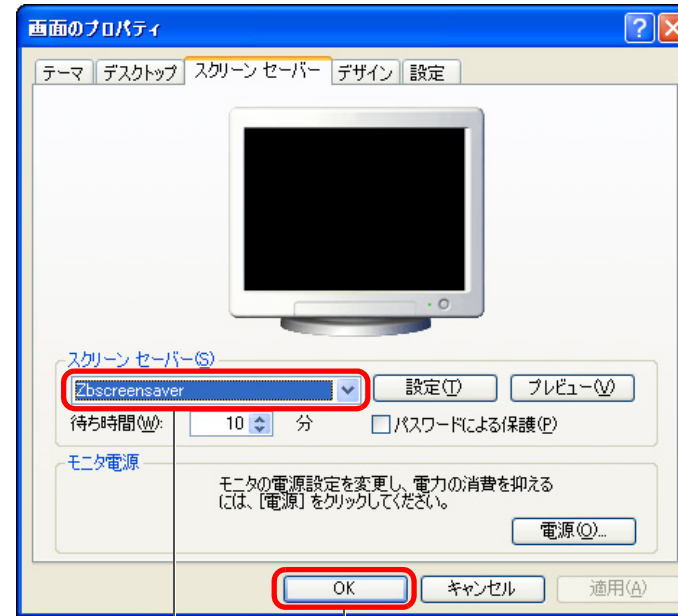 画面のプロパティ
テーマ デスクトップ スクリーン セーバー デザイン 設定
スクリーン セーバー(S)
Zbscreensaver 設定(T) プレビュー(V)
待ち時間(W): 10 分 パスワードによる保護(P)
モニタ電源
モニタの電源設定を変更し、電力の消費を抑える
には、[電源] をクリックしてください。
電源(O)...
OK キャンセル 適用(A)